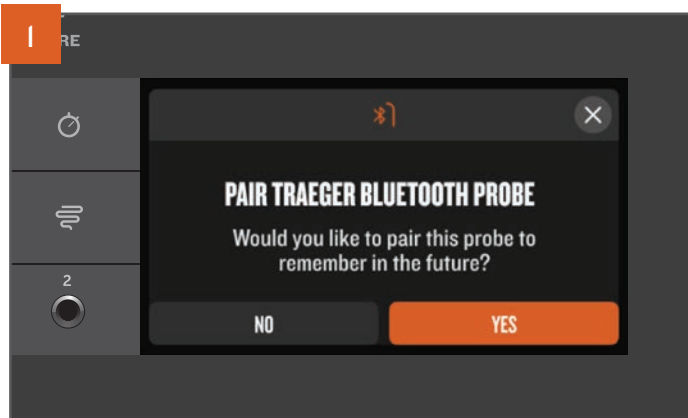 1
RE
PAIR TRAEGER BLUETOOTH PROBE
Would you like to pair this probe to
remember in the future?
2
NO
YES